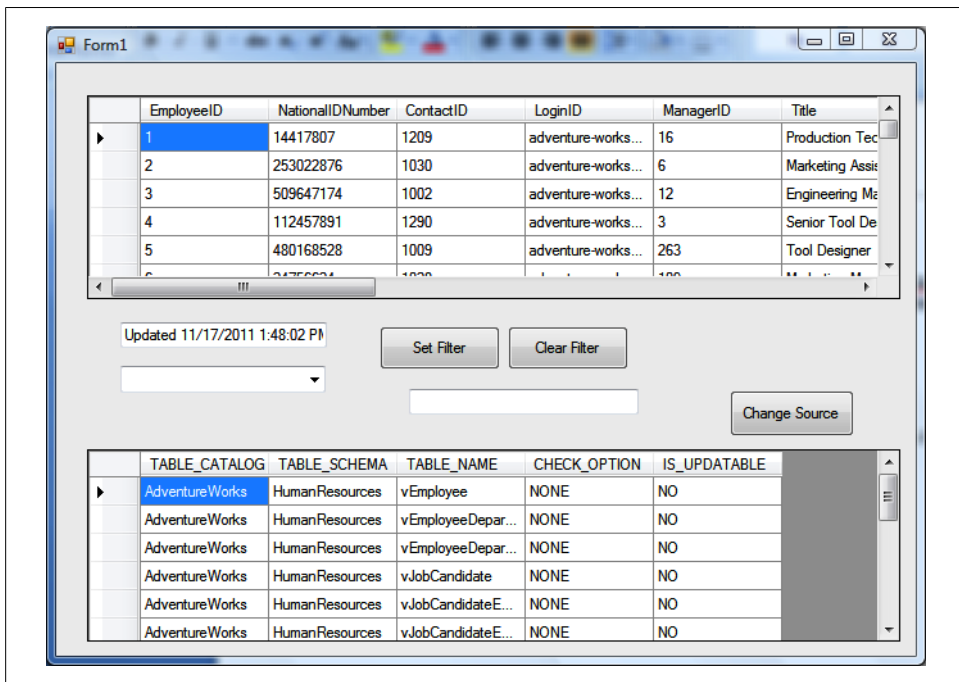 Form1
EmployeeID NationalIDNumber ContactID LoginID ManagerID Title
1 14417807 1209 adventure-works... 16 Production Tec
2 253022876 1030 adventure-works... 6 Marketing Assis
3 509647174 1002 adventure-works... 12 Engineering Ma
4 112457891 1290 adventure-works... 3 Senior Tool De
5 480168528 1009 adventure-works... 263 Tool Designer
Updated 11/17/2011 1:48:02 PM
Set Filter Clear Filter
Change Source
TABLE_CATALOG TABLE_SCHEMA TABLE_NAME CHECK_OPTION IS_UPDATABLE
AdventureWorks HumanResources vEmployee NONE NO
AdventureWorks HumanResources vEmployeeDepar... NONE NO
AdventureWorks HumanResources vEmployeeDepar... NONE NO
AdventureWorks HumanResources vJobCandidate NONE NO
AdventureWorks HumanResources vJobCandidateE... NONE NO
AdventureWorks HumanResources vJobCandidateE... NONE NO